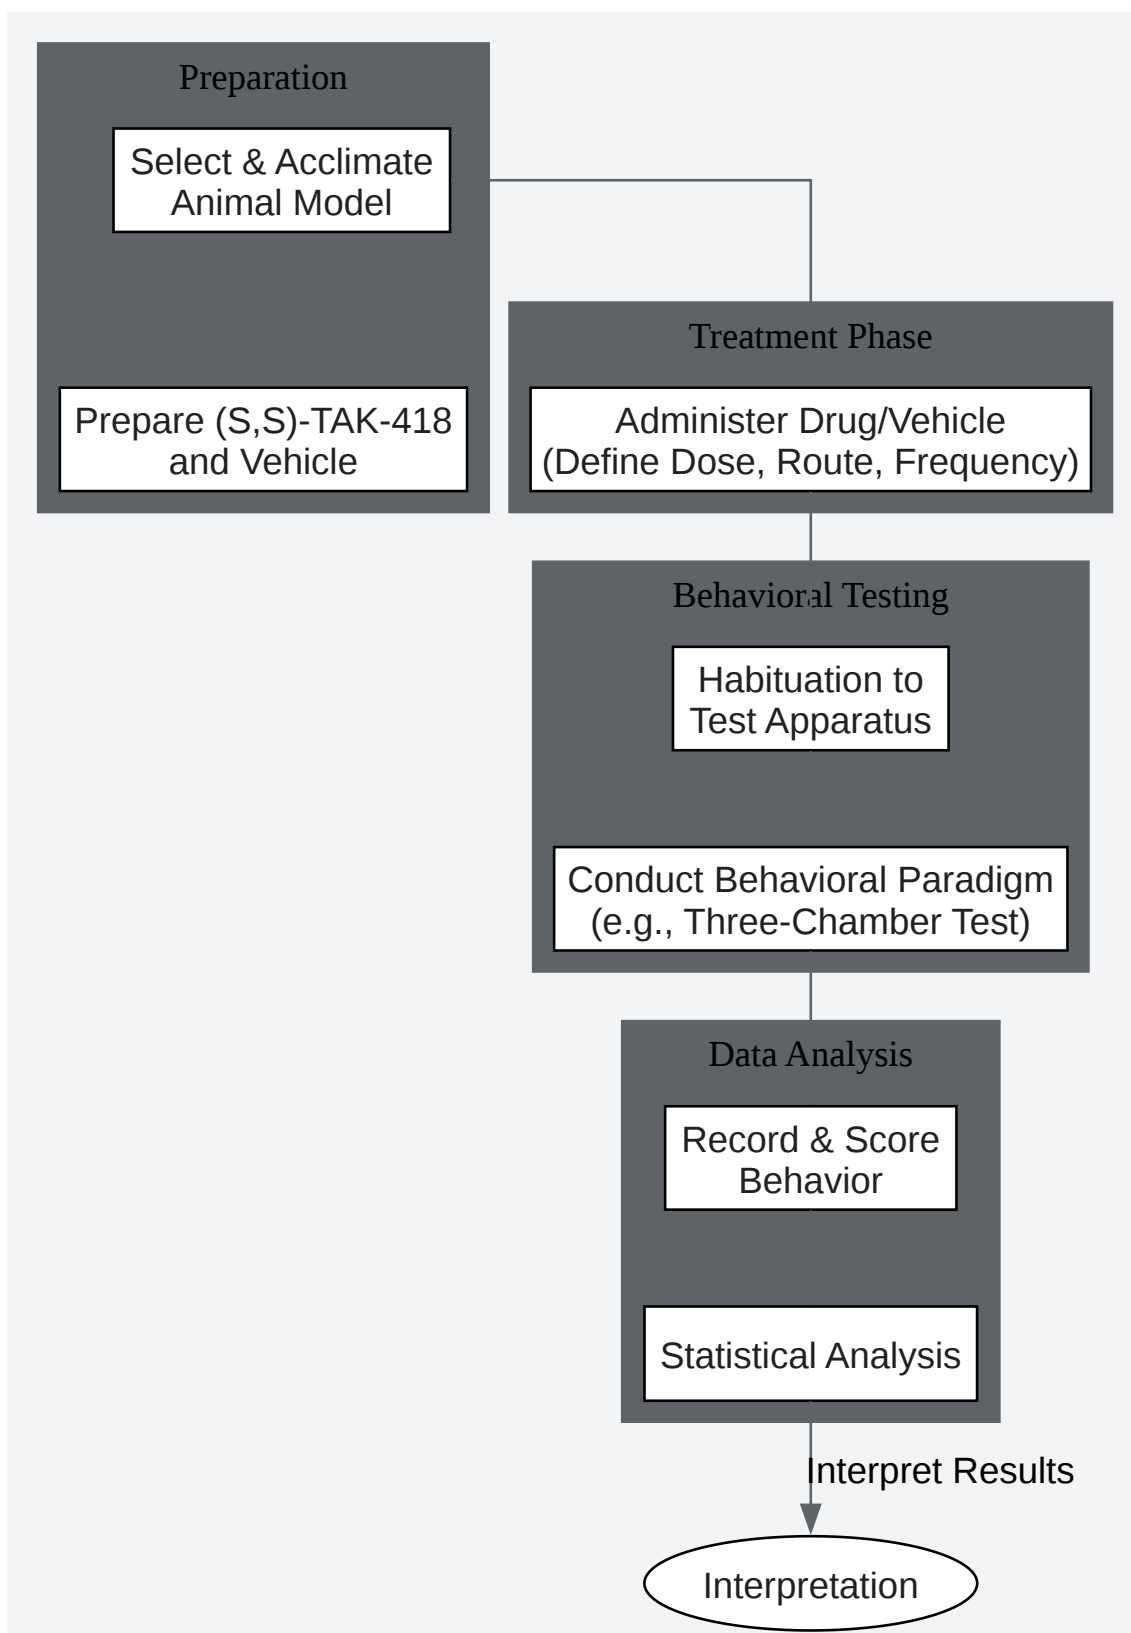 Preparation
Select & Acclimate
Animal Model
Prepare (S,S)-TAK-418
and Vehicle
Treatment Phase
Administer Drug/Vehicle
(Define Dose, Route, Frequency)
Behavioral Testing
Habituation to
Test Apparatus
Conduct Behavioral Paradigm
(e.g., Three-Chamber Test)
Data Analysis
Record & Score
Behavior
Statistical Analysis
Interpret Results
Interpretation